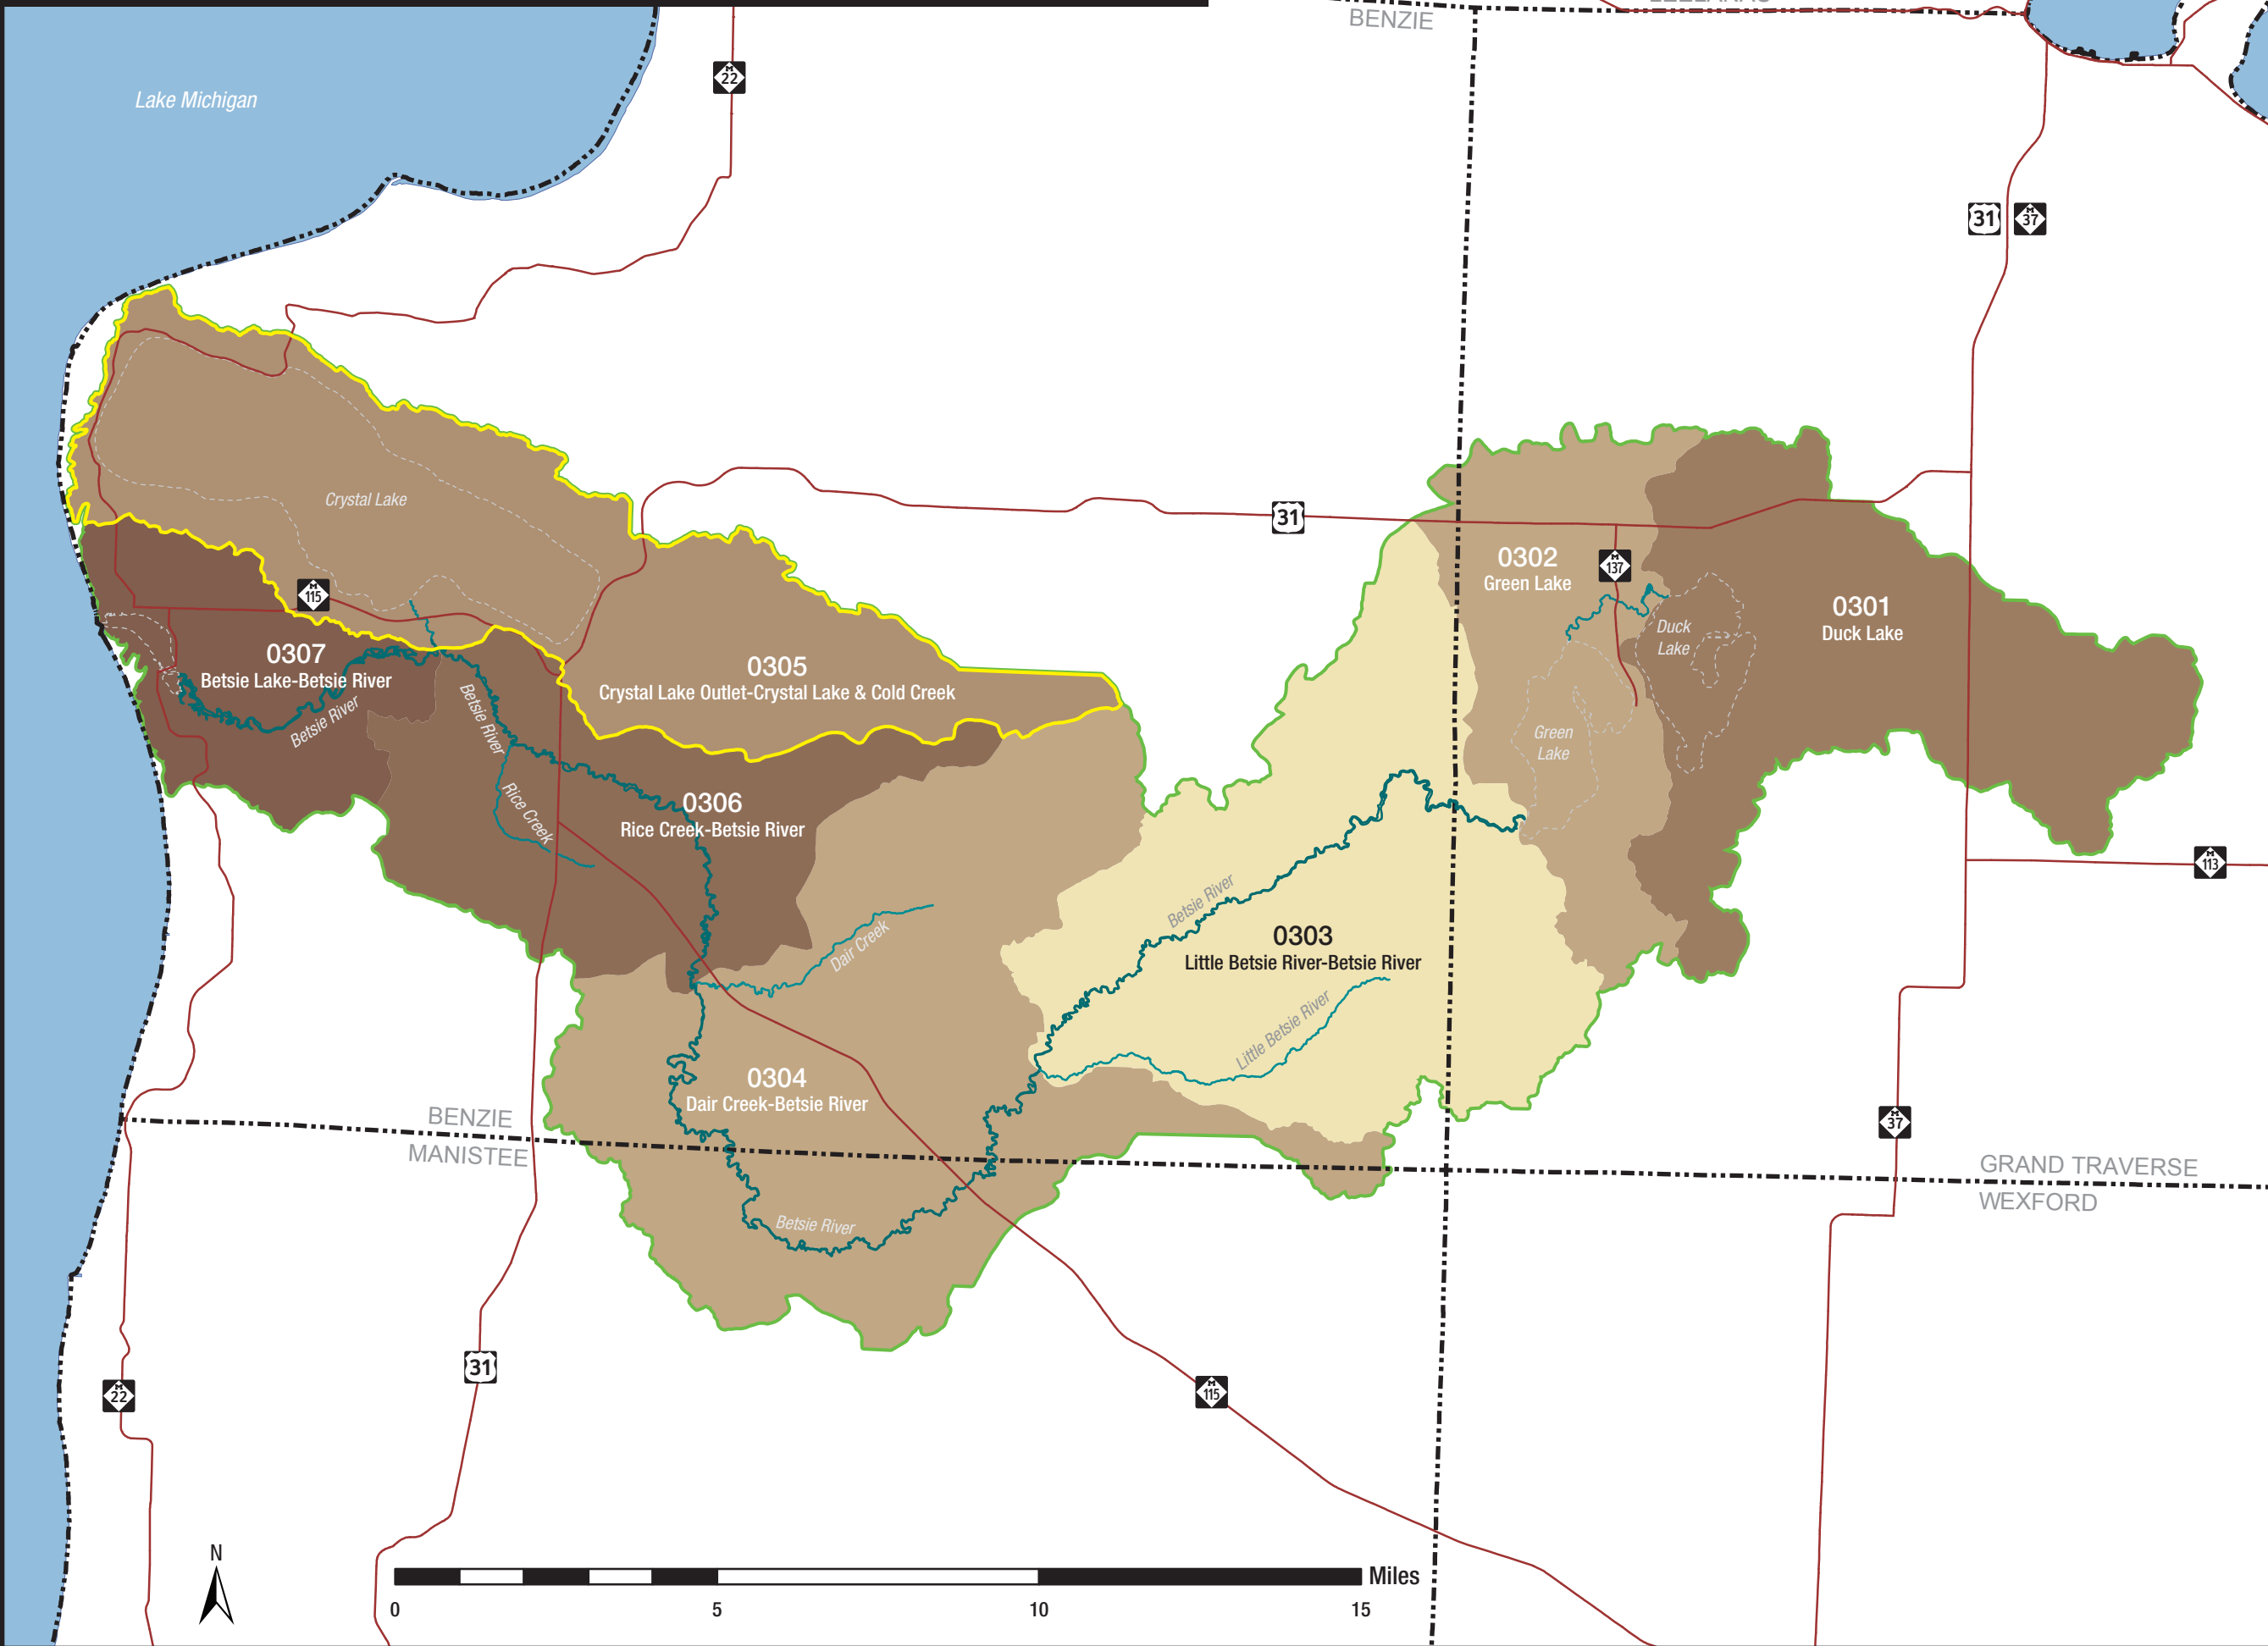 BENZIE
M
22
Lake Michigan
31
M
37
Crystal Lake
31
0302
Green Lake
M
137
M
115
0301
Duck Lake
Duck
Lake
0307
Betsie Lake-Betsie River
Betsie River
Betsie River
0305
Crystal Lake Outlet-Crystal Lake & Cold Creek
Green
Lake
Rice Creek
0306
Rice Creek-Betsie River
M
113
Betsie River
Dair Creek
0303
Little Betsie River-Betsie River
Little Betsie River
0304
Dair Creek-Betsie River
BENZIE
MANISTEE
M
37
GRAND TRAVERSE
WEXFORD
Betsie River
31
M
22
M
115
N
Miles
0
5
10
15